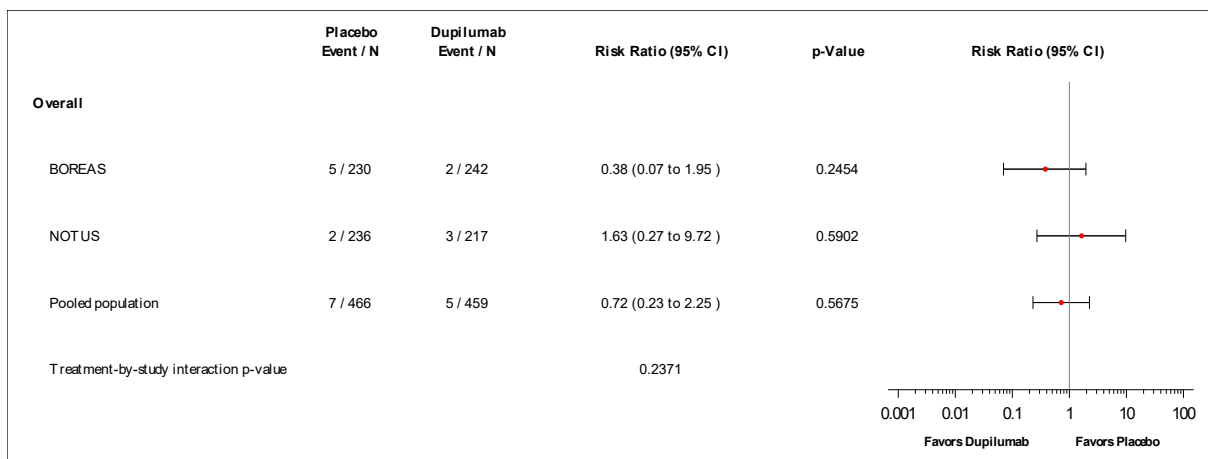 Placebo Dupilumab
Event / N Event / N Risk Ratio (95% CI) p-Value Risk Ratio (95% CI)
Overall
BOREAS 5 / 230 2 / 242 0.38 (0.07 to 1.95 ) 0.2454
NOTUS 2 / 236 3 / 217 1.63 (0.27 to 9.72 ) 0.5902
Pooled population 7 / 466 5 / 459 0.72 (0.23 to 2.25 ) 0.5675
Treatment-by-study interaction p-value 0.2371
0.001 0.01 0.1 1 10 100
Favors Dupilumab Favors Placebo